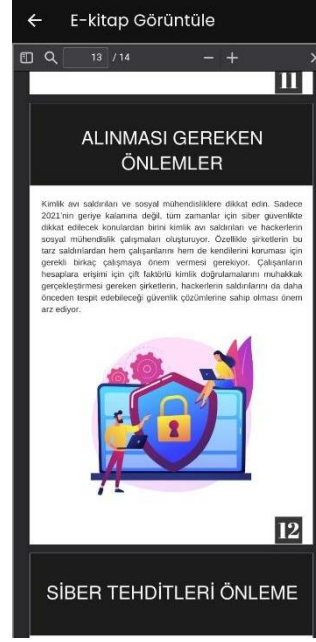 E-kitap Görüntüle
13 / 14
11
ALINMASI GEREKEN
ÖNLEMLER
Kimlik avı saldırıları ve sosyal mühendisliklere dikkat edin. Sadece
2021'nin geriye kalanına değil, tüm zamanlar için siber güvenlikte
dikkat edilecek konulardan birini kimlik avı saldırıları ve hackerlerin
sosyal mühendislik çalışmaları oluşturuyor. Özellikle şirketlerin bu
tarz saldırılardan hem çalışanlarını hem de kendilerini koruması için
gerekli birkaç çalışmaya önem vermesi gerekiyor. Çalışanların
hesaplara erişimi için çift faktörlü kimlik doğrulamalarını muhakkak
gerçekleştirmesi gereken şirketlerin, hackerlerin saldırılarını da daha
önceden tespit edebileceği güvenlik çözümlerine sahip olması önem
arz ediyor.
12
SİBER TEHDİTLERİ ÖNLEME